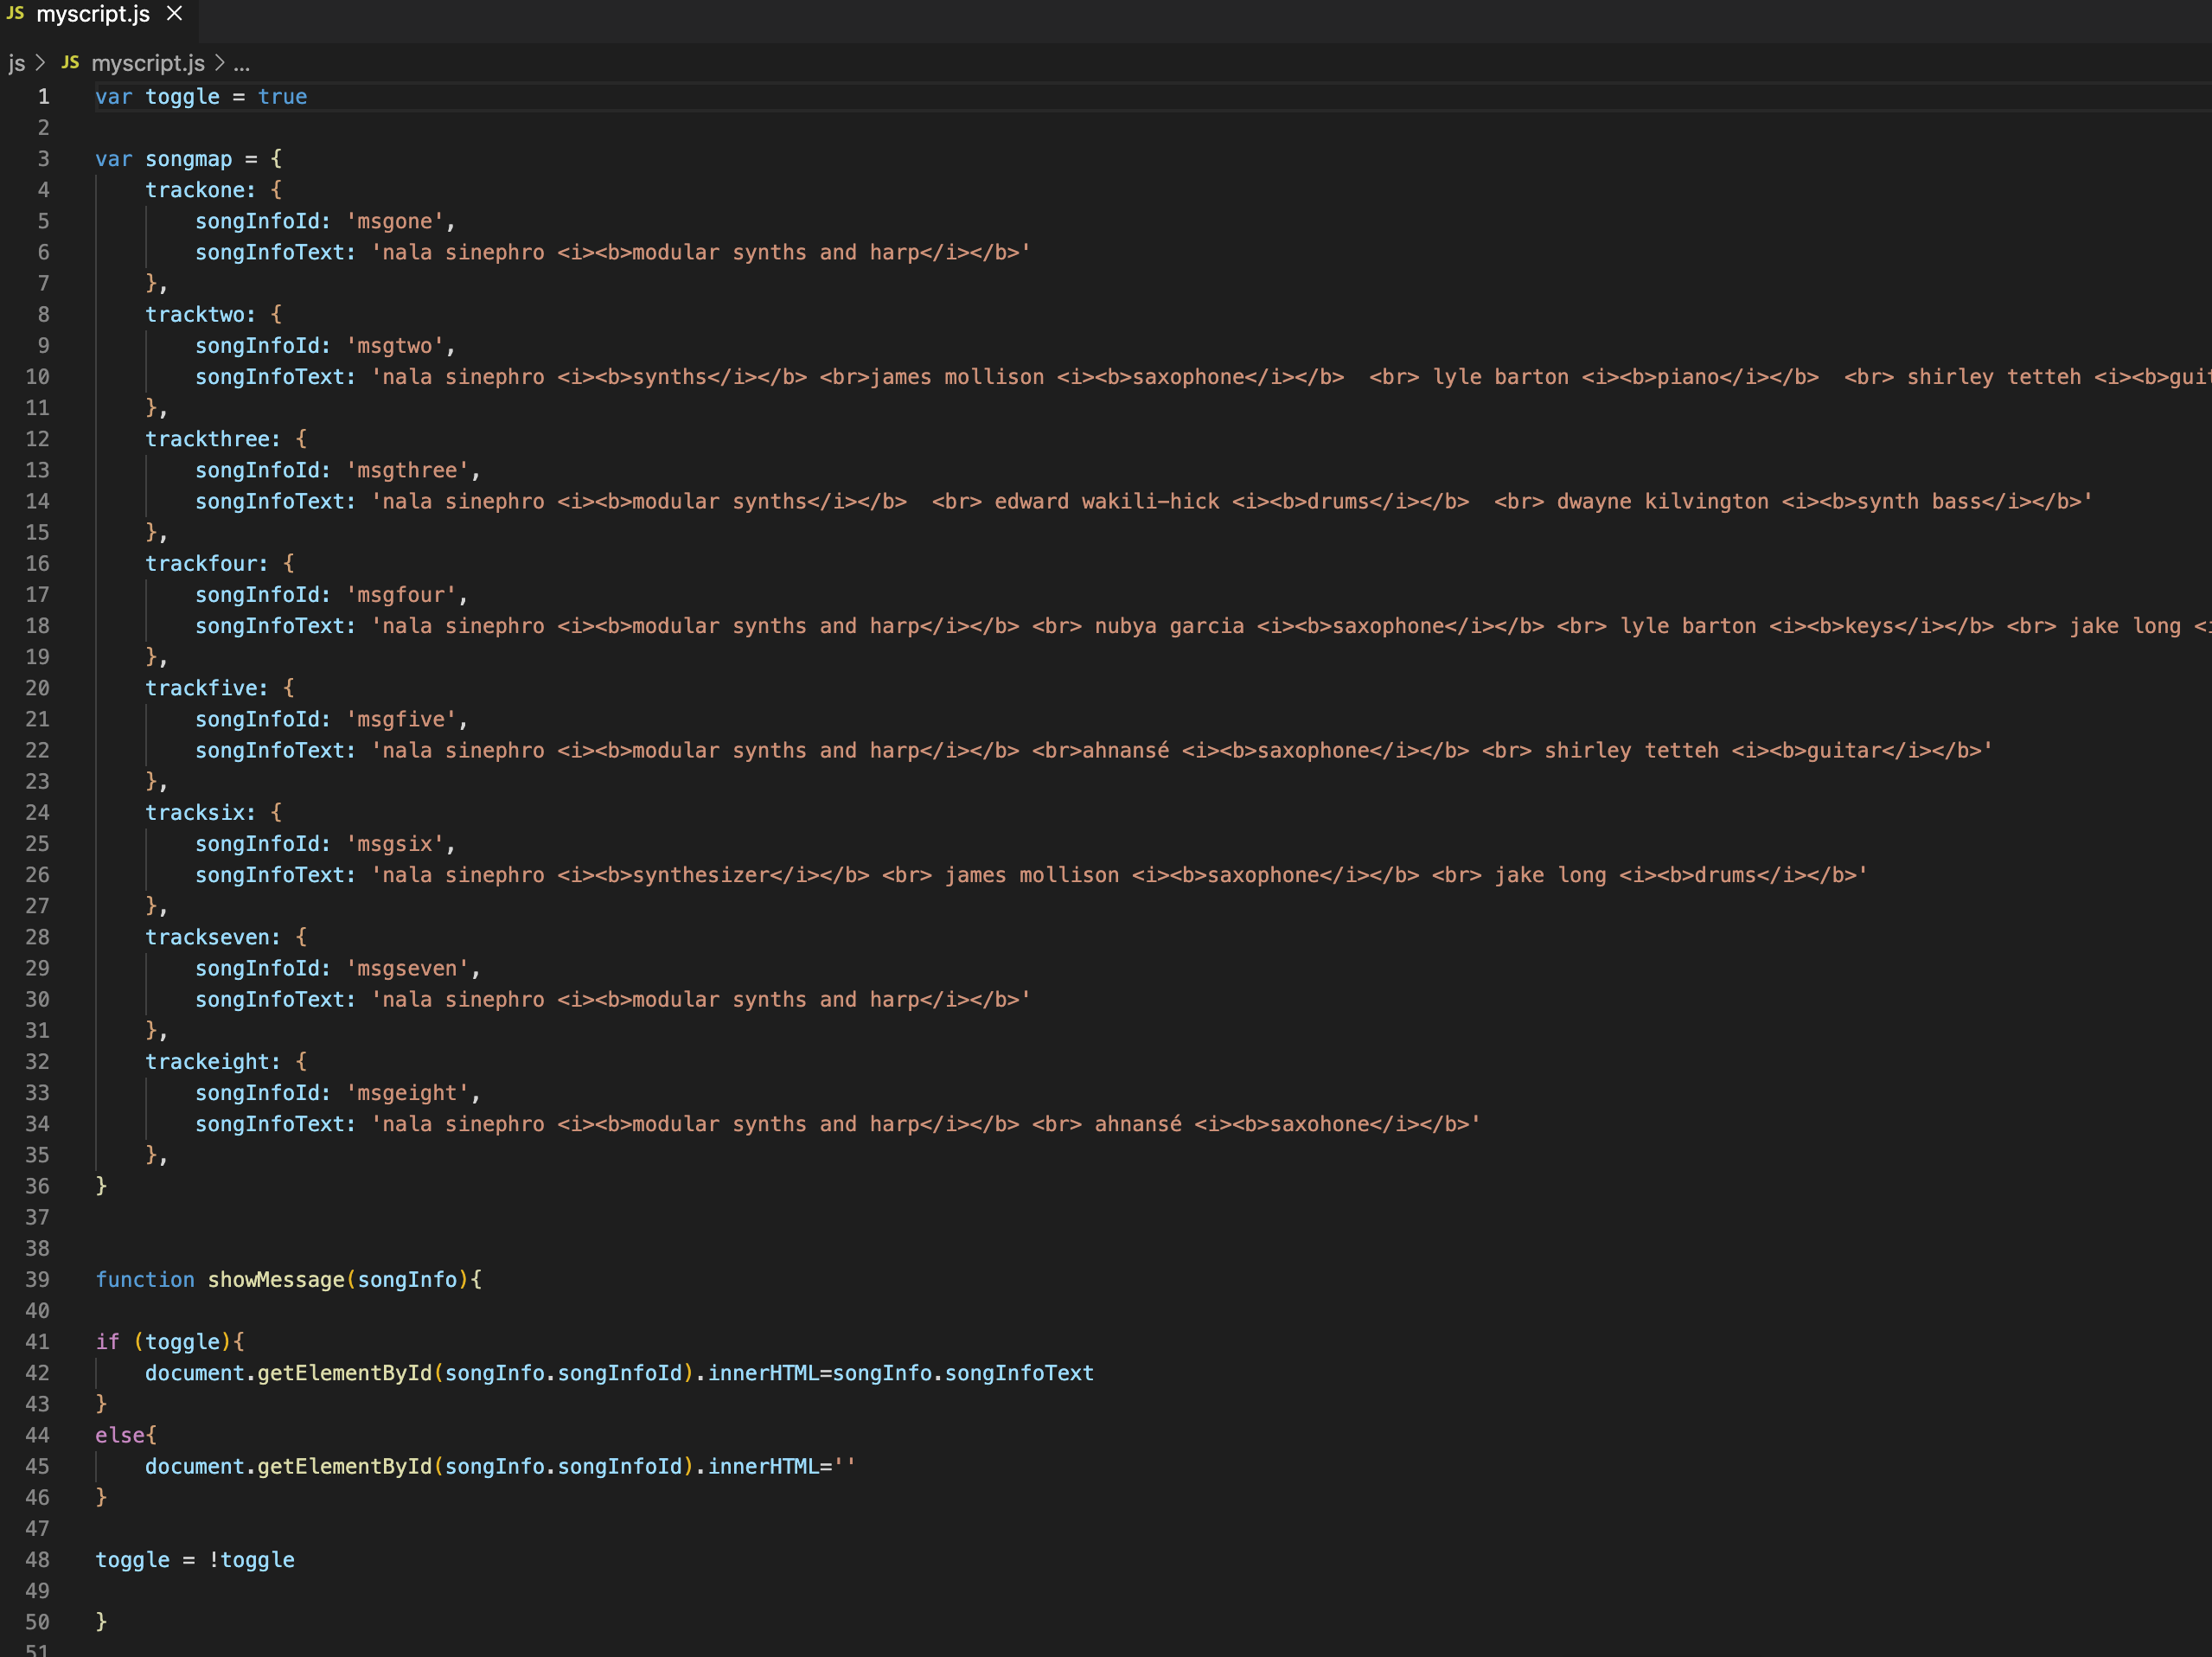 JS myscript.js ×
js > JS myscript.js > ...
1 var toggle = true
2
3 var songmap = {
4     trackone: {
5         songInfoId: 'msgone',
6         songInfoText: 'nala sinephro <i><b>modular synths and harp</i></b>'
7     },
8     tracktwo: {
9         songInfoId: 'msgtwo',
10         songInfoText: 'nala sinephro <i><b>synths</i></b> <br>james mollison <i><b>saxophone</i></b>  <br> lyle barton <i><b>piano</i></b>  <br> shirley tetteh <i><b>guit
11     },
12     trackthree: {
13         songInfoId: 'msgthree',
14         songInfoText: 'nala sinephro <i><b>modular synths</i></b>  <br> edward wakili-hick <i><b>drums</i></b>  <br> dwayne kilvington <i><b>synth bass</i></b>'
15     },
16     trackfour: {
17         songInfoId: 'msgfour',
18         songInfoText: 'nala sinephro <i><b>modular synths and harp</i></b> <br> nubya garcia <i><b>saxophone</i></b> <br> lyle barton <i><b>keys</i></b> <br> jake long <i
19     },
20     trackfive: {
21         songInfoId: 'msgfive',
22         songInfoText: 'nala sinephro <i><b>modular synths and harp</i></b> <br>ahnansé <i><b>saxophone</i></b> <br> shirley tetteh <i><b>guitar</i></b>'
23     },
24     tracksix: {
25         songInfoId: 'msgsix',
26         songInfoText: 'nala sinephro <i><b>synthesizer</i></b> <br> james mollison <i><b>saxophone</i></b> <br> jake long <i><b>drums</i></b>'
27     },
28     trackseven: {
29         songInfoId: 'msgseven',
30         songInfoText: 'nala sinephro <i><b>modular synths and harp</i></b>'
31     },
32     trackeight: {
33         songInfoId: 'msgeight',
34         songInfoText: 'nala sinephro <i><b>modular synths and harp</i></b> <br> ahnansé <i><b>saxohone</i></b>'
35     },
36 }
37
38
39 function showMessage(songInfo){
40
41 if (toggle){
42     document.getElementById(songInfo.songInfoId).innerHTML=songInfo.songInfoText
43 }
44 else{
45     document.getElementById(songInfo.songInfoId).innerHTML=''
46 }
47
48 toggle = !toggle
49
50 }
51